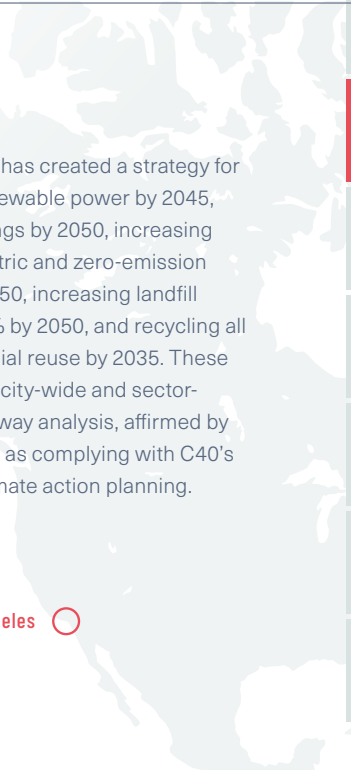 has created a strategy for
ewable power by 2045,
ngs by 2050, increasing
tric and zero-emission
50, increasing landfill
% by 2050, and recycling all
ial reuse by 2035. These
city-wide and sector-
way analysis, affirmed by
as complying with C40’s
mate action planning.
eles